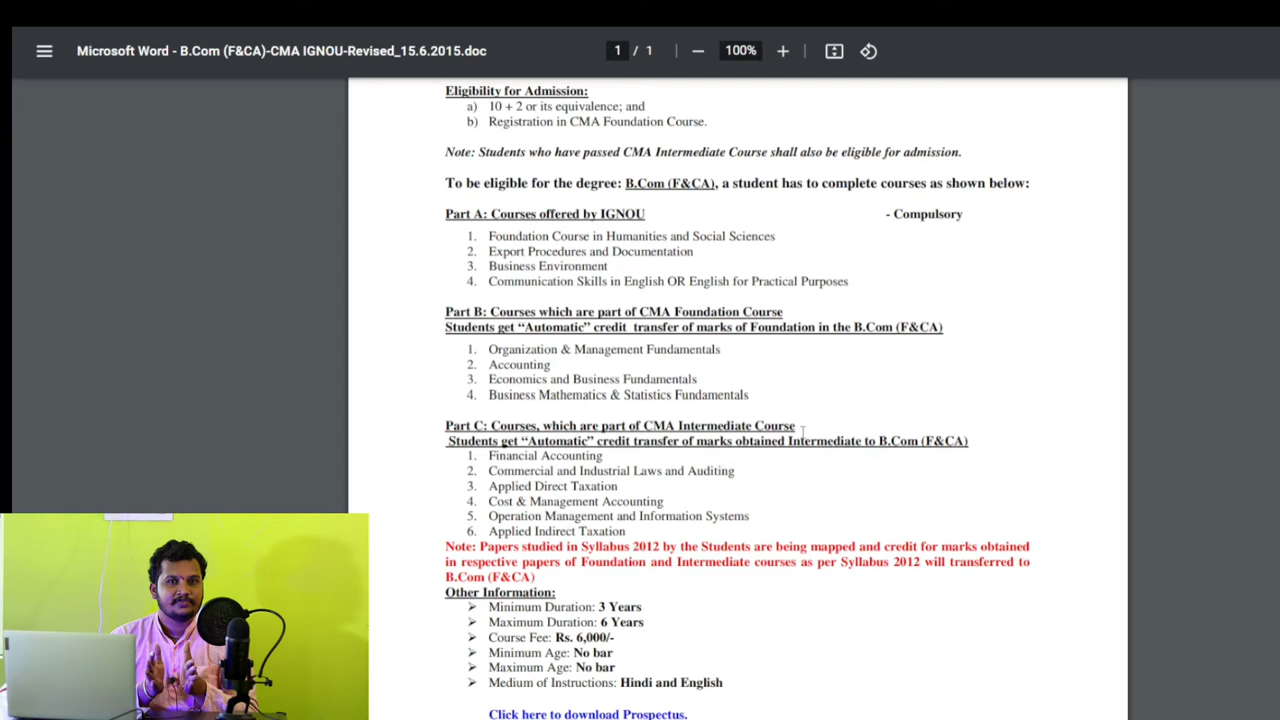 Microsoft Word - B.Com (F&CA)-CMA IGNOU-Revised_15.6.2015.doc
1 / 1
100%
Eligibility for Admission:
a) 10 + 2 or its equivalence; and
b) Registration in CMA Foundation Course.
Note: Students who have passed CMA Intermediate Course shall also be eligible for admission.
To be eligible for the degree: B.Com (F&CA), a student has to complete courses as shown below:
Part A: Courses offered by IGNOU - Compulsory
1. Foundation Course in Humanities and Social Sciences
2. Export Procedures and Documentation
3. Business Environment
4. Communication Skills in English OR English for Practical Purposes
Part B: Courses which are part of CMA Foundation Course
Students get “Automatic” credit transfer of marks of Foundation in the B.Com (F&CA)
1. Organization & Management Fundamentals
2. Accounting
3. Economics and Business Fundamentals
4. Business Mathematics & Statistics Fundamentals
Part C: Courses, which are part of CMA Intermediate Course
Students get “Automatic” credit transfer of marks obtained Intermediate to B.Com (F&CA)
1. Financial Accounting
2. Commercial and Industrial Laws and Auditing
3. Applied Direct Taxation
4. Cost & Management Accounting
5. Operation Management and Information Systems
6. Applied Indirect Taxation
Note: Papers studied in Syllabus 2012 by the Students are being mapped and credit for marks obtained
in respective papers of Foundation and Intermediate courses as per Syllabus 2012 will transferred to
B.Com (F&CA)
Other Information:
➢ Minimum Duration: 3 Years
➢ Maximum Duration: 6 Years
➢ Course Fee: Rs. 6,000/-
➢ Minimum Age: No bar
➢ Maximum Age: No bar
➢ Medium of Instructions: Hindi and English
Click here to download Prospectus.